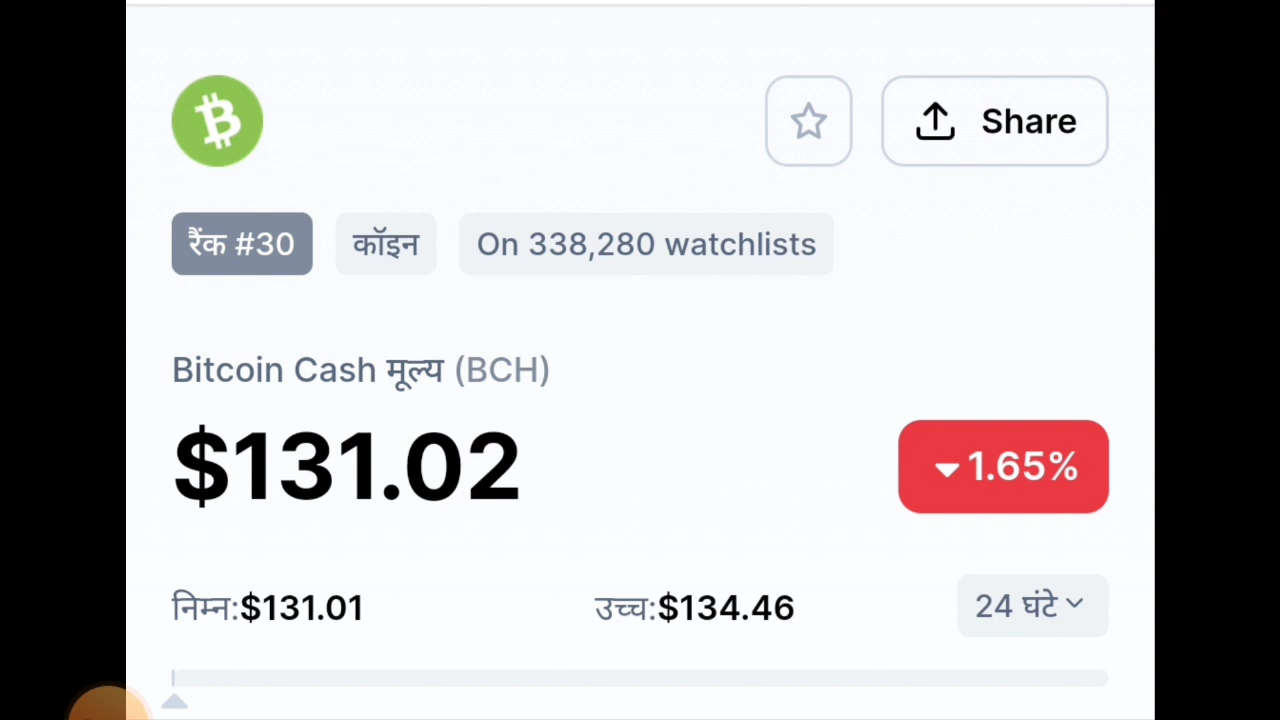 Share
रैंक #30 कॉइन On 338,280 watchlists
Bitcoin Cash मूल्य (BCH)
$131.02 1.65%
निम्न:$131.01 उच्च:$134.46 24 घंटे